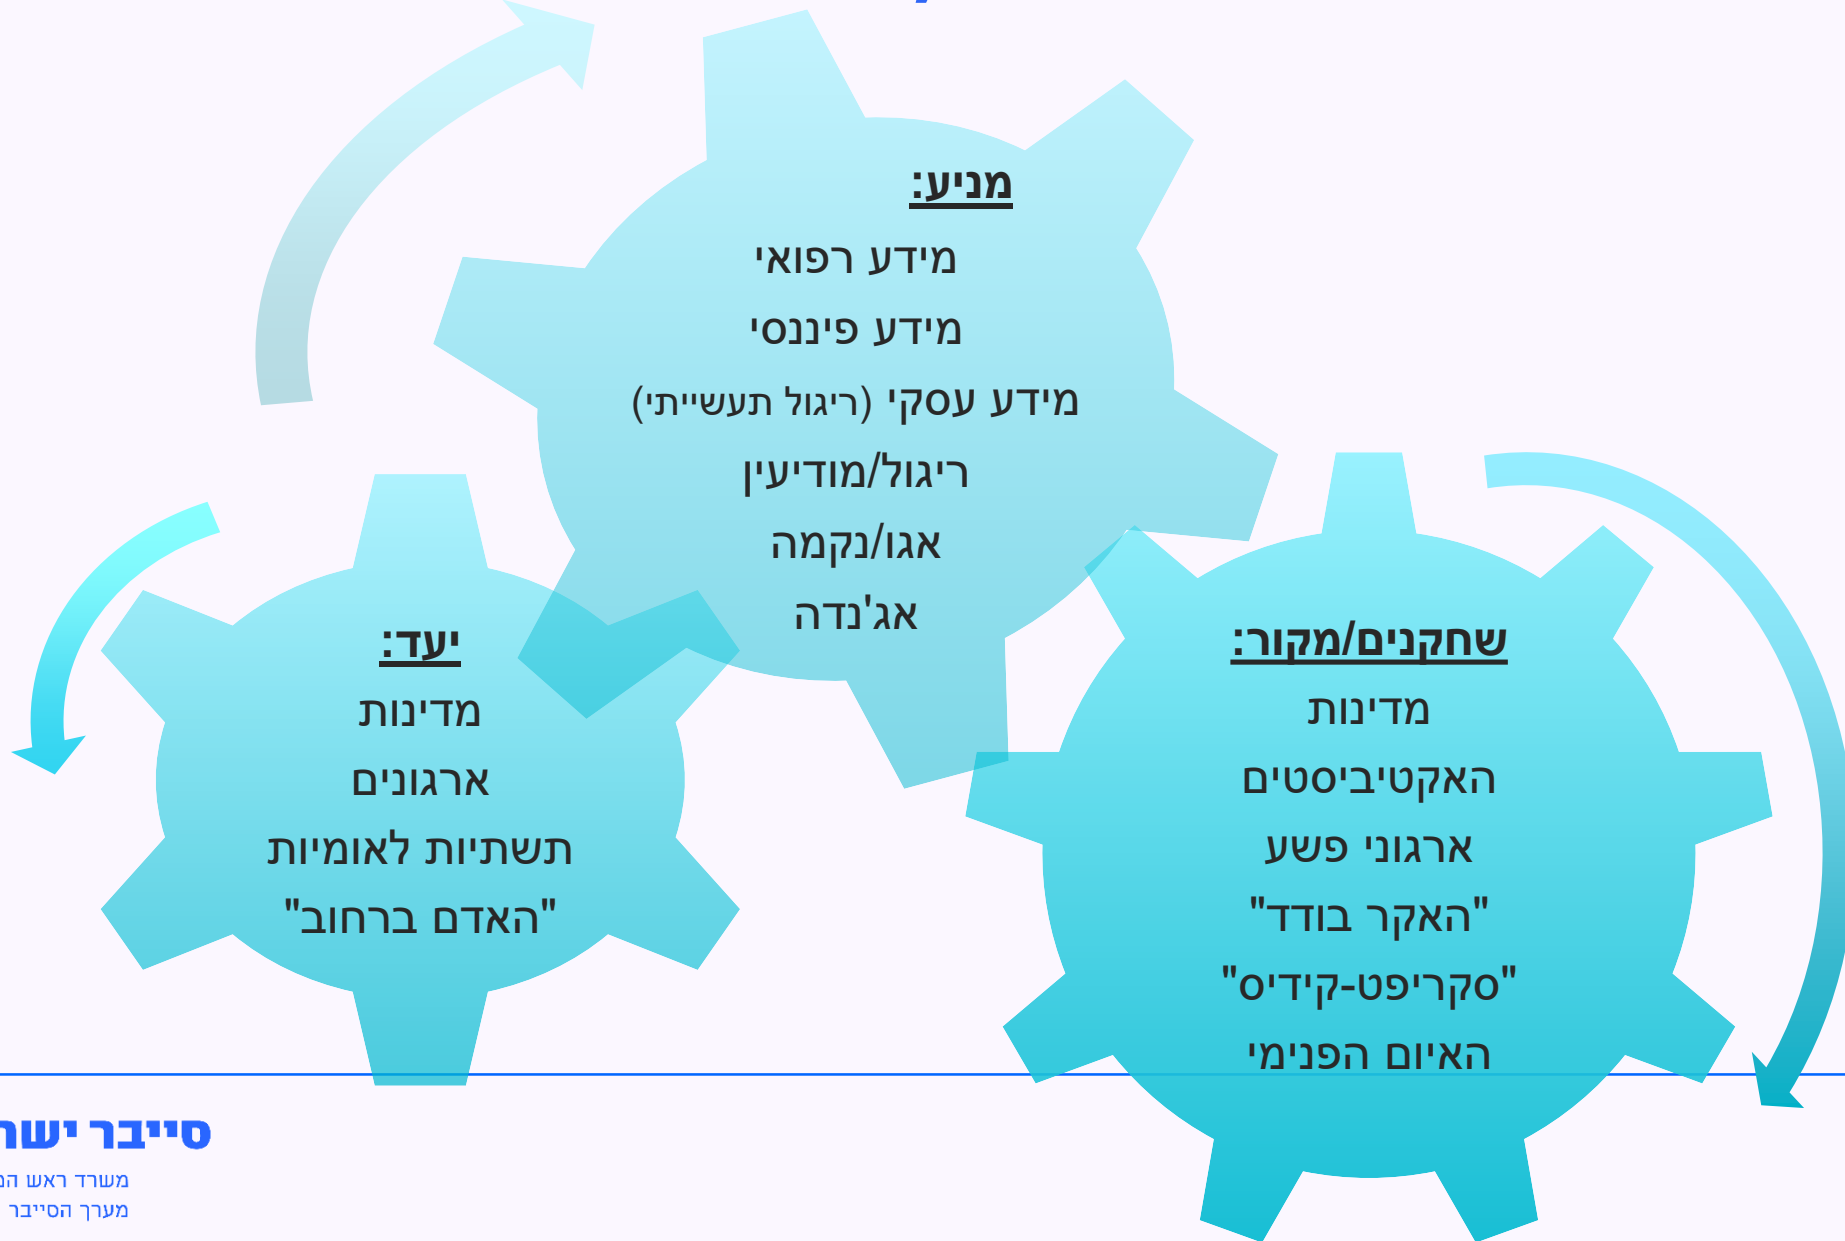 מניע:
מידע רפואי
מידע פיננסי
מידע עסקי (ריגול תעשייתי)
ריגול/מודיעין
אגו/נקמה
אג'נדה
שחקנים/מקור:
מדינות
האקטיביסטים
ארגוני פשע
"האקר בודד"
"סקריפט-קידיס"
האיום הפנימי
יעד:
מדינות
ארגונים
תשתיות לאומיות
"האדם ברחוב"
סייבר
משרד ראש
מערך הסייבר